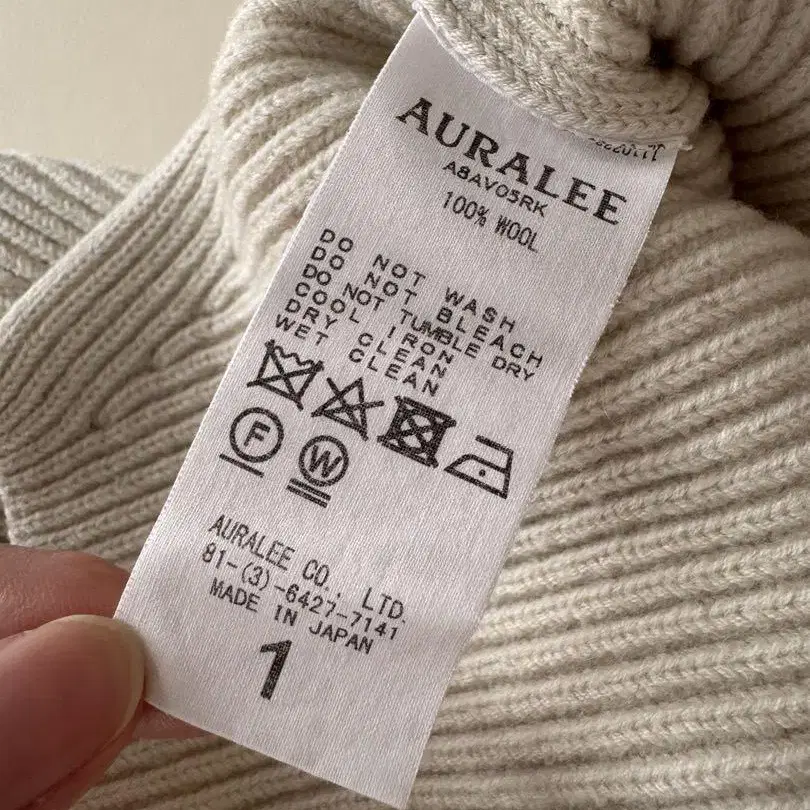 AURALEE
A8AV05RK
100% WOOL
DO NOT WASH
DO NOT BLEACH
DO NOT TUMBLE DRY
COOL IRON
DRY CLEAN
WET CLEAN
F
W
AURALEE CO., LTD.
81-(3)-6427-7141
MADE IN JAPAN
1